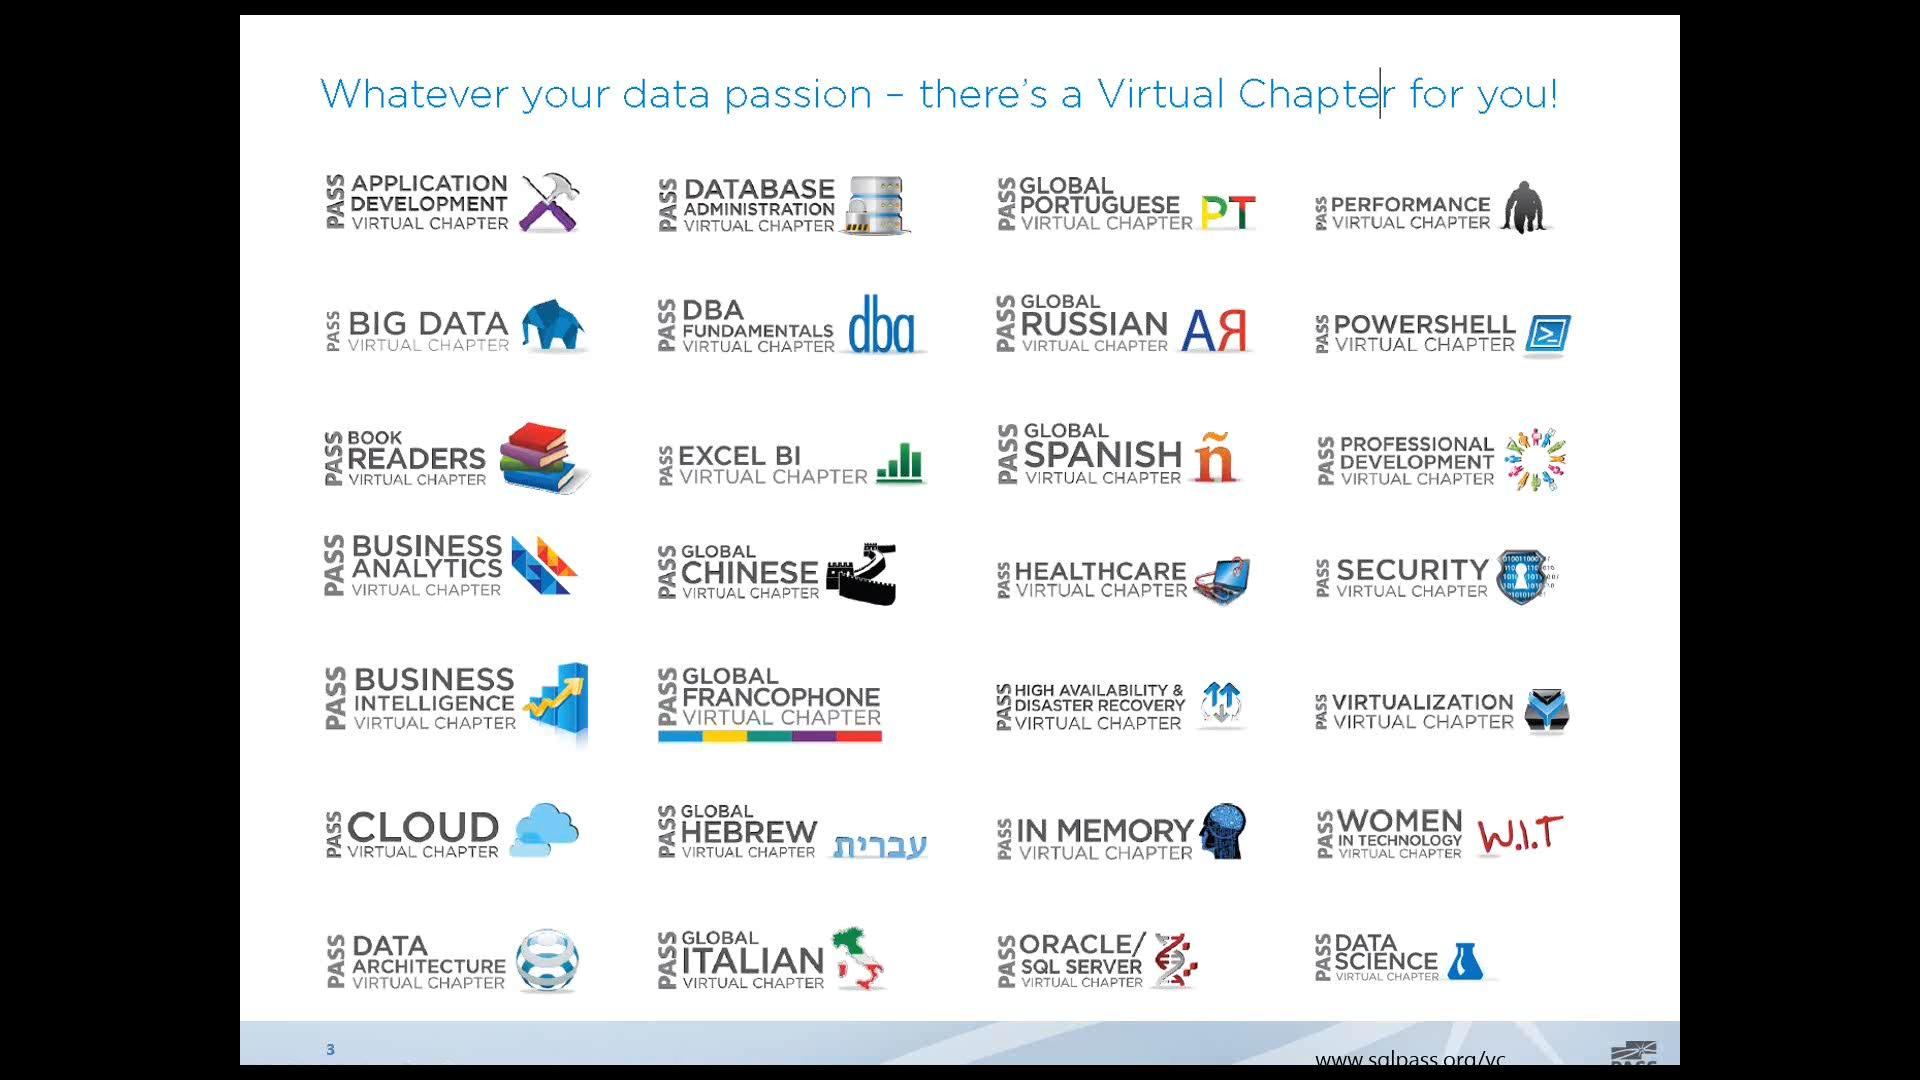 Whatever your data passion – there's a Virtual Chapter for you!
PASS APPLICATION
DEVELOPMENT
VIRTUAL CHAPTER
PASS DATABASE
ADMINISTRATION
VIRTUAL CHAPTER
PASS GLOBAL
PORTUGUESE
VIRTUAL CHAPTER
PT
PASS PERFORMANCE
VIRTUAL CHAPTER
PASS BIG DATA
VIRTUAL CHAPTER
PASS DBA
FUNDAMENTALS
VIRTUAL CHAPTER
dba
PASS GLOBAL
RUSSIAN
VIRTUAL CHAPTER
АЯ
PASS POWERSHELL
VIRTUAL CHAPTER
PASS BOOK
READERS
VIRTUAL CHAPTER
PASS EXCEL BI
VIRTUAL CHAPTER
PASS GLOBAL
SPANISH
VIRTUAL CHAPTER
ñ
PASS PROFESSIONAL
DEVELOPMENT
VIRTUAL CHAPTER
PASS BUSINESS
ANALYTICS
VIRTUAL CHAPTER
PASS GLOBAL
CHINESE
VIRTUAL CHAPTER
PASS HEALTHCARE
VIRTUAL CHAPTER
PASS SECURITY
VIRTUAL CHAPTER
PASS BUSINESS
INTELLIGENCE
VIRTUAL CHAPTER
PASS GLOBAL
FRANCOPHONE
VIRTUAL CHAPTER
PASS HIGH AVAILABILITY &
DISASTER RECOVERY
VIRTUAL CHAPTER
PASS VIRTUALIZATION
VIRTUAL CHAPTER
PASS CLOUD
VIRTUAL CHAPTER
PASS GLOBAL
HEBREW
VIRTUAL CHAPTER
עברית
PASS IN MEMORY
VIRTUAL CHAPTER
PASS WOMEN
IN TECHNOLOGY
VIRTUAL CHAPTER
W.I.T
PASS DATA
ARCHITECTURE
VIRTUAL CHAPTER
PASS GLOBAL
ITALIAN
VIRTUAL CHAPTER
PASS ORACLE/
SQL SERVER
VIRTUAL CHAPTER
PASS DATA
SCIENCE
VIRTUAL CHAPTER
3
www.sqlpass.org/vc
PASS